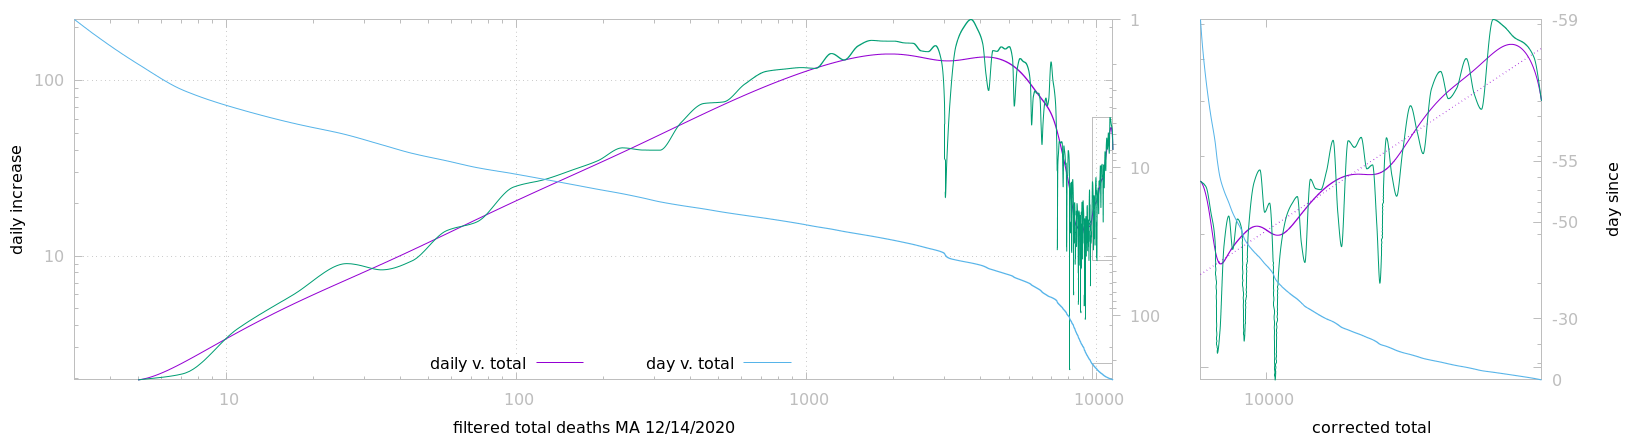 daily increase
100
10
1
10
100
daily v. total
day v. total
10
100
1000
10000
filtered total deaths MA 12/14/2020
-59
-55
-50
-30
0
day since
10000
corrected total